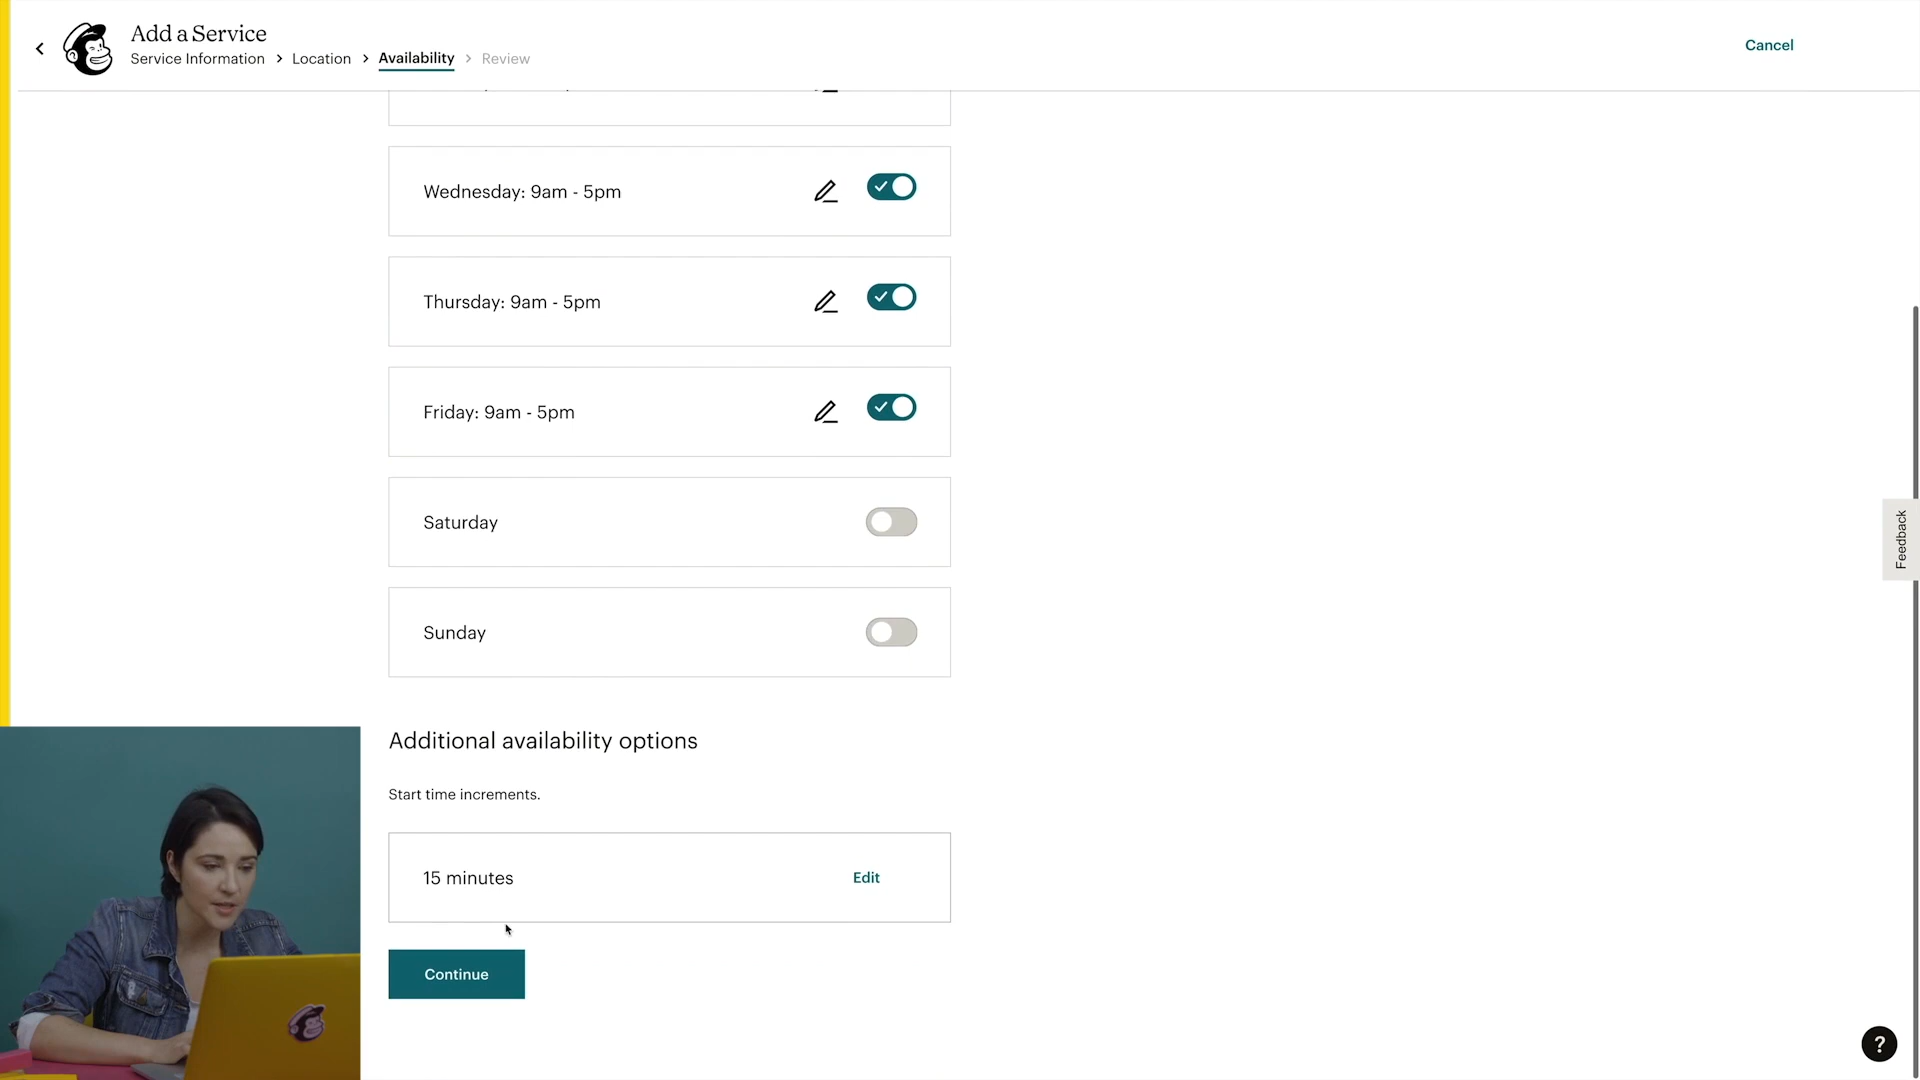 Add a Service
Service Information > Location > Availability > Review
Cancel
Wednesday: 9am - 5pm
Thursday: 9am - 5pm
Friday: 9am - 5pm
Saturday
Sunday
Feedback
Additional availability options
Start time increments.
15 minutes
Edit
Continue
?